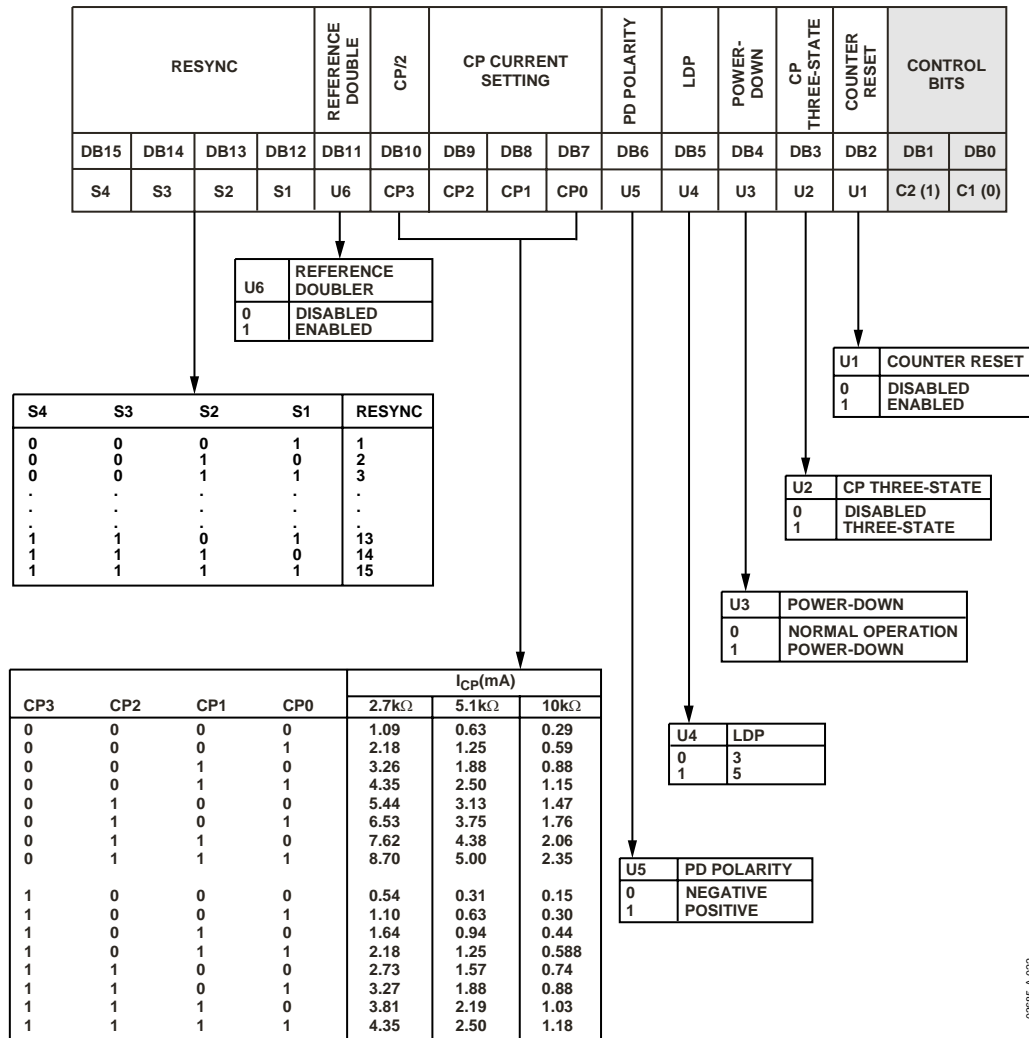 RESYNC
REFERENCE DOUBLE
CP/2
CP CURRENT SETTING
PD POLARITY
LDP
POWER-DOWN
CP THREE-STATE
COUNTER RESET
CONTROL BITS
DB15 DB14 DB13 DB12 DB11 DB10 DB9 DB8 DB7 DB6 DB5 DB4 DB3 DB2 DB1 DB0
S4 S3 S2 S1 U6 CP3 CP2 CP1 CP0 U5 U4 U3 U2 U1 C2 (1) C1 (0)
U6 REFERENCE DOUBLER
0 DISABLED
1 ENABLED
U1 COUNTER RESET
0 DISABLED
1 ENABLED
S4 S3 S2 S1 RESYNC
0 0 0 1 1
0 0 1 0 2
0 0 1 1 3
. . . . .
. . . . .
. . . . .
1 1 0 1 13
1 1 1 0 14
1 1 1 1 15
U2 CP THREE-STATE
0 DISABLED
1 THREE-STATE
U3 POWER-DOWN
0 NORMAL OPERATION
1 POWER-DOWN
ICP(mA)
CP3 CP2 CP1 CP0 2.7kΩ 5.1kΩ 10kΩ
0 0 0 0 1.09 0.63 0.29
0 0 0 1 2.18 1.25 0.59
0 0 1 0 3.26 1.88 0.88
0 0 1 1 4.35 2.50 1.15
0 1 0 0 5.44 3.13 1.47
0 1 0 1 6.53 3.75 1.76
0 1 1 0 7.62 4.38 2.06
0 1 1 1 8.70 5.00 2.35
1 0 0 0 0.54 0.31 0.15
1 0 0 1 1.10 0.63 0.30
1 0 1 0 1.64 0.94 0.44
1 0 1 1 2.18 1.25 0.588
1 1 0 0 2.73 1.57 0.74
1 1 0 1 3.27 1.88 0.88
1 1 1 0 3.81 2.19 1.03
1 1 1 1 4.35 2.50 1.18
U4 LDP
0 3
1 5
U5 PD POLARITY
0 NEGATIVE
1 POSITIVE